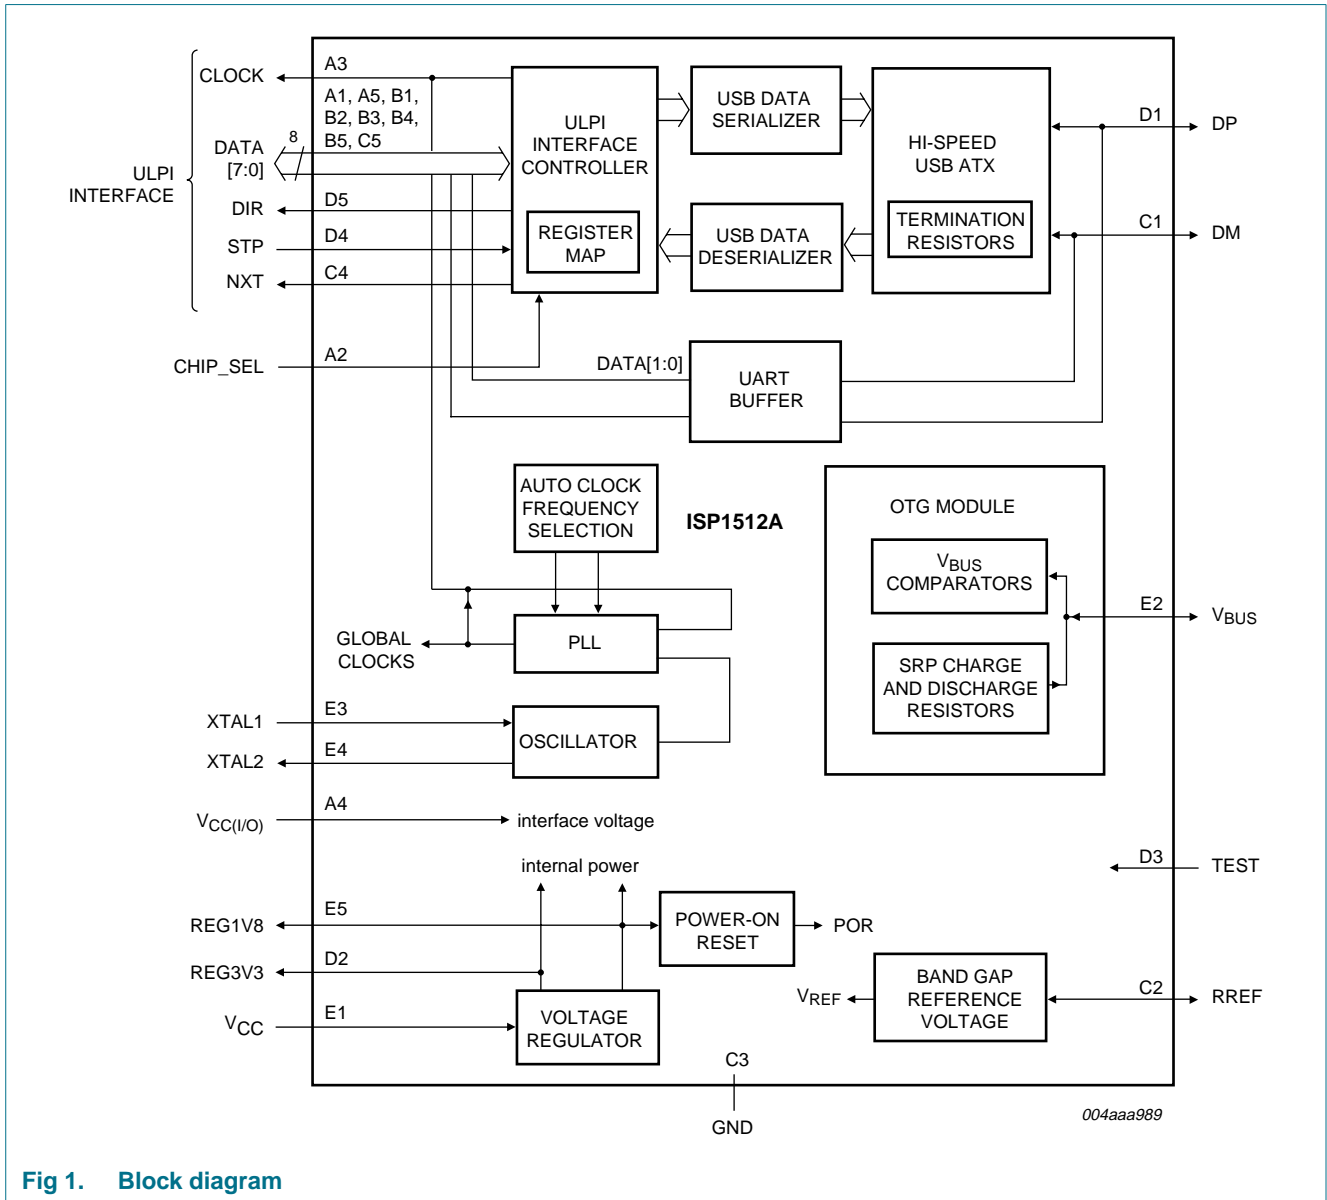 CLOCK
A3
A1, A5, B1,
B2, B3, B4,
B5, C5
8
DATA
[7:0]
ULPI
INTERFACE
DIR
D5
STP
D4
NXT
C4
ULPI
INTERFACE
CONTROLLER
REGISTER
MAP
USB DATA
SERIALIZER
USB DATA
DESERIALIZER
HI-SPEED
USB ATX
TERMINATION
RESISTORS
D1
DP
C1
DM
CHIP_SEL
A2
DATA[1:0]
UART
BUFFER
AUTO CLOCK
FREQUENCY
SELECTION
ISP1512A
OTG MODULE
VBUS
COMPARATORS
SRP CHARGE
AND DISCHARGE
RESISTORS
E2
VBUS
GLOBAL
CLOCKS
PLL
XTAL1
E3
XTAL2
E4
OSCILLATOR
VCC(I/O)
A4
interface voltage
internal power
D3
TEST
REG1V8
E5
POWER-ON
RESET
POR
REG3V3
D2
VCC
E1
VOLTAGE
REGULATOR
VREF
BAND GAP
REFERENCE
VOLTAGE
C2
RREF
C3
GND
004aaa989
Fig 1. Block diagram